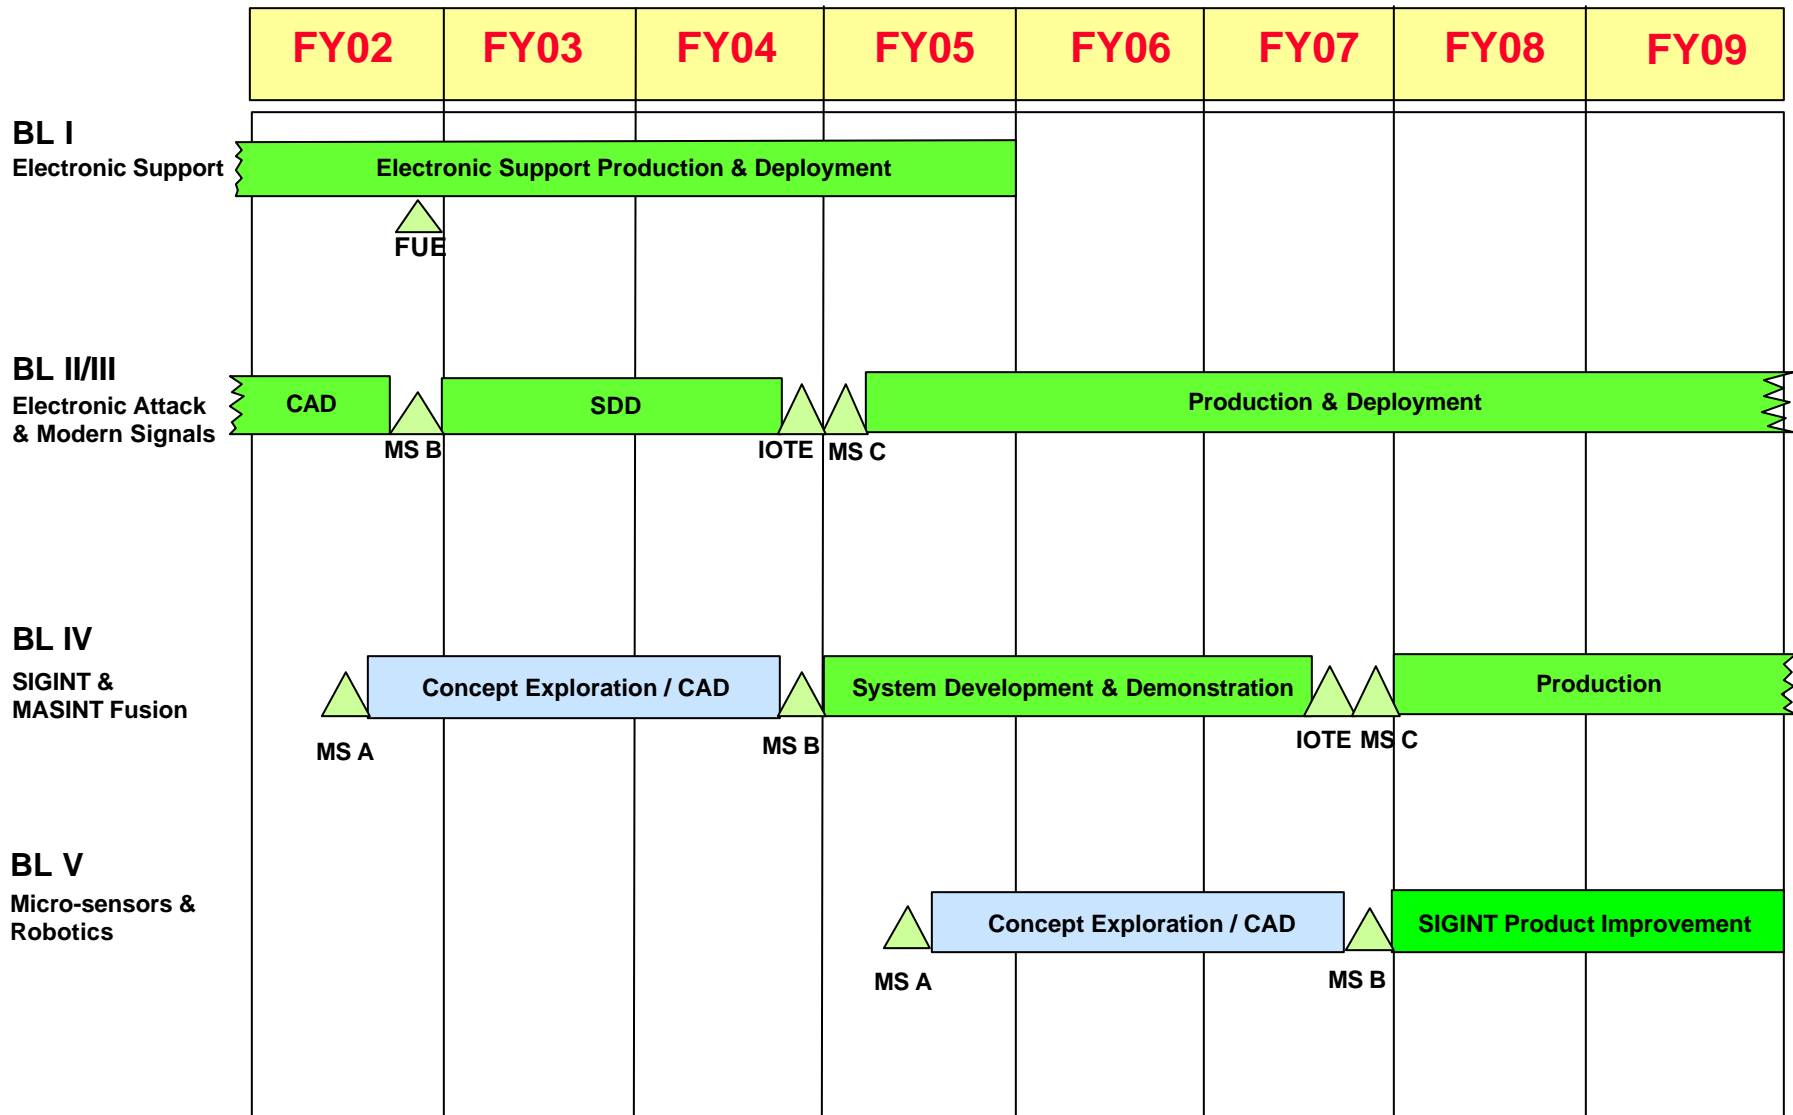 FY02 FY03 FY04 FY05 FY06 FY07 FY08 FY09
BL I
Electronic Support
Electronic Support Production & Deployment
FUE
BL II/III
Electronic Attack
& Modern Signals
CAD
MS B
SDD
IOTE
MS C
Production & Deployment
BL IV
SIGINT &
MASINT Fusion
MS A
Concept Exploration / CAD
MS B
System Development & Demonstration
IOTE
MS C
Production
BL V
Micro-sensors &
Robotics
MS A
Concept Exploration / CAD
MS B
SIGINT Product Improvement